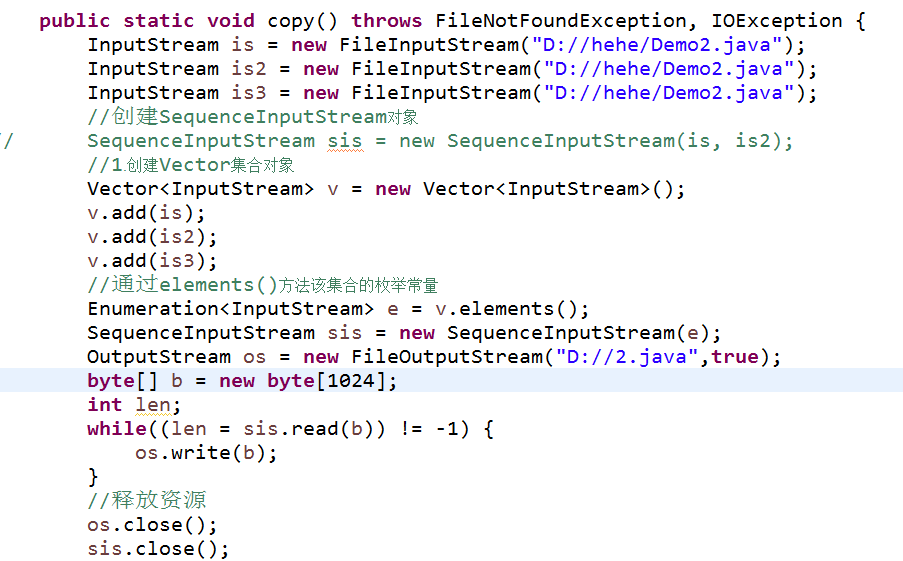 public static void copy() throws FileNotFoundException, IOException {
InputStream is = new FileInputStream("D://hehe/Demo2.java");
InputStream is2 = new FileInputStream("D://hehe/Demo2.java");
InputStream is3 = new FileInputStream("D://hehe/Demo2.java");
//创建SequenceInputStream对象
// SequenceInputStream sis = new SequenceInputStream(is, is2);
//1.创建Vector集合对象
Vector<InputStream> v = new Vector<InputStream>();
v.add(is);
v.add(is2);
v.add(is3);
//通过elements()方法该集合的枚举常量
Enumeration<InputStream> e = v.elements();
SequenceInputStream sis = new SequenceInputStream(e);
OutputStream os = new FileOutputStream("D://2.java",true);
byte[] b = new byte[1024];
int len;
while((len = sis.read(b)) != -1) {
os.write(b);
}
//释放资源
os.close();
sis.close();